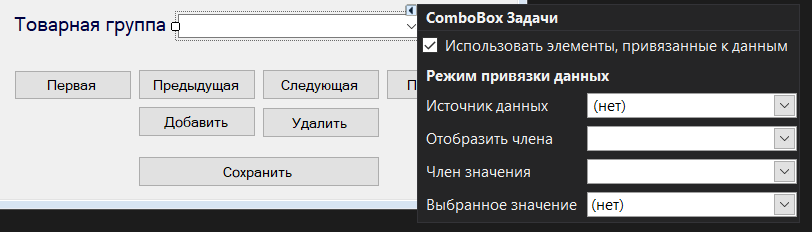 Товарная группа
Первая Предыдущая Следующая П
Добавить Удалить
Сохранить
ComboBox Задачи
Использовать элементы, привязанные к данным
Режим привязки данных
Источник данных (нет)
Отобразить члена
Член значения
Выбранное значение (нет)